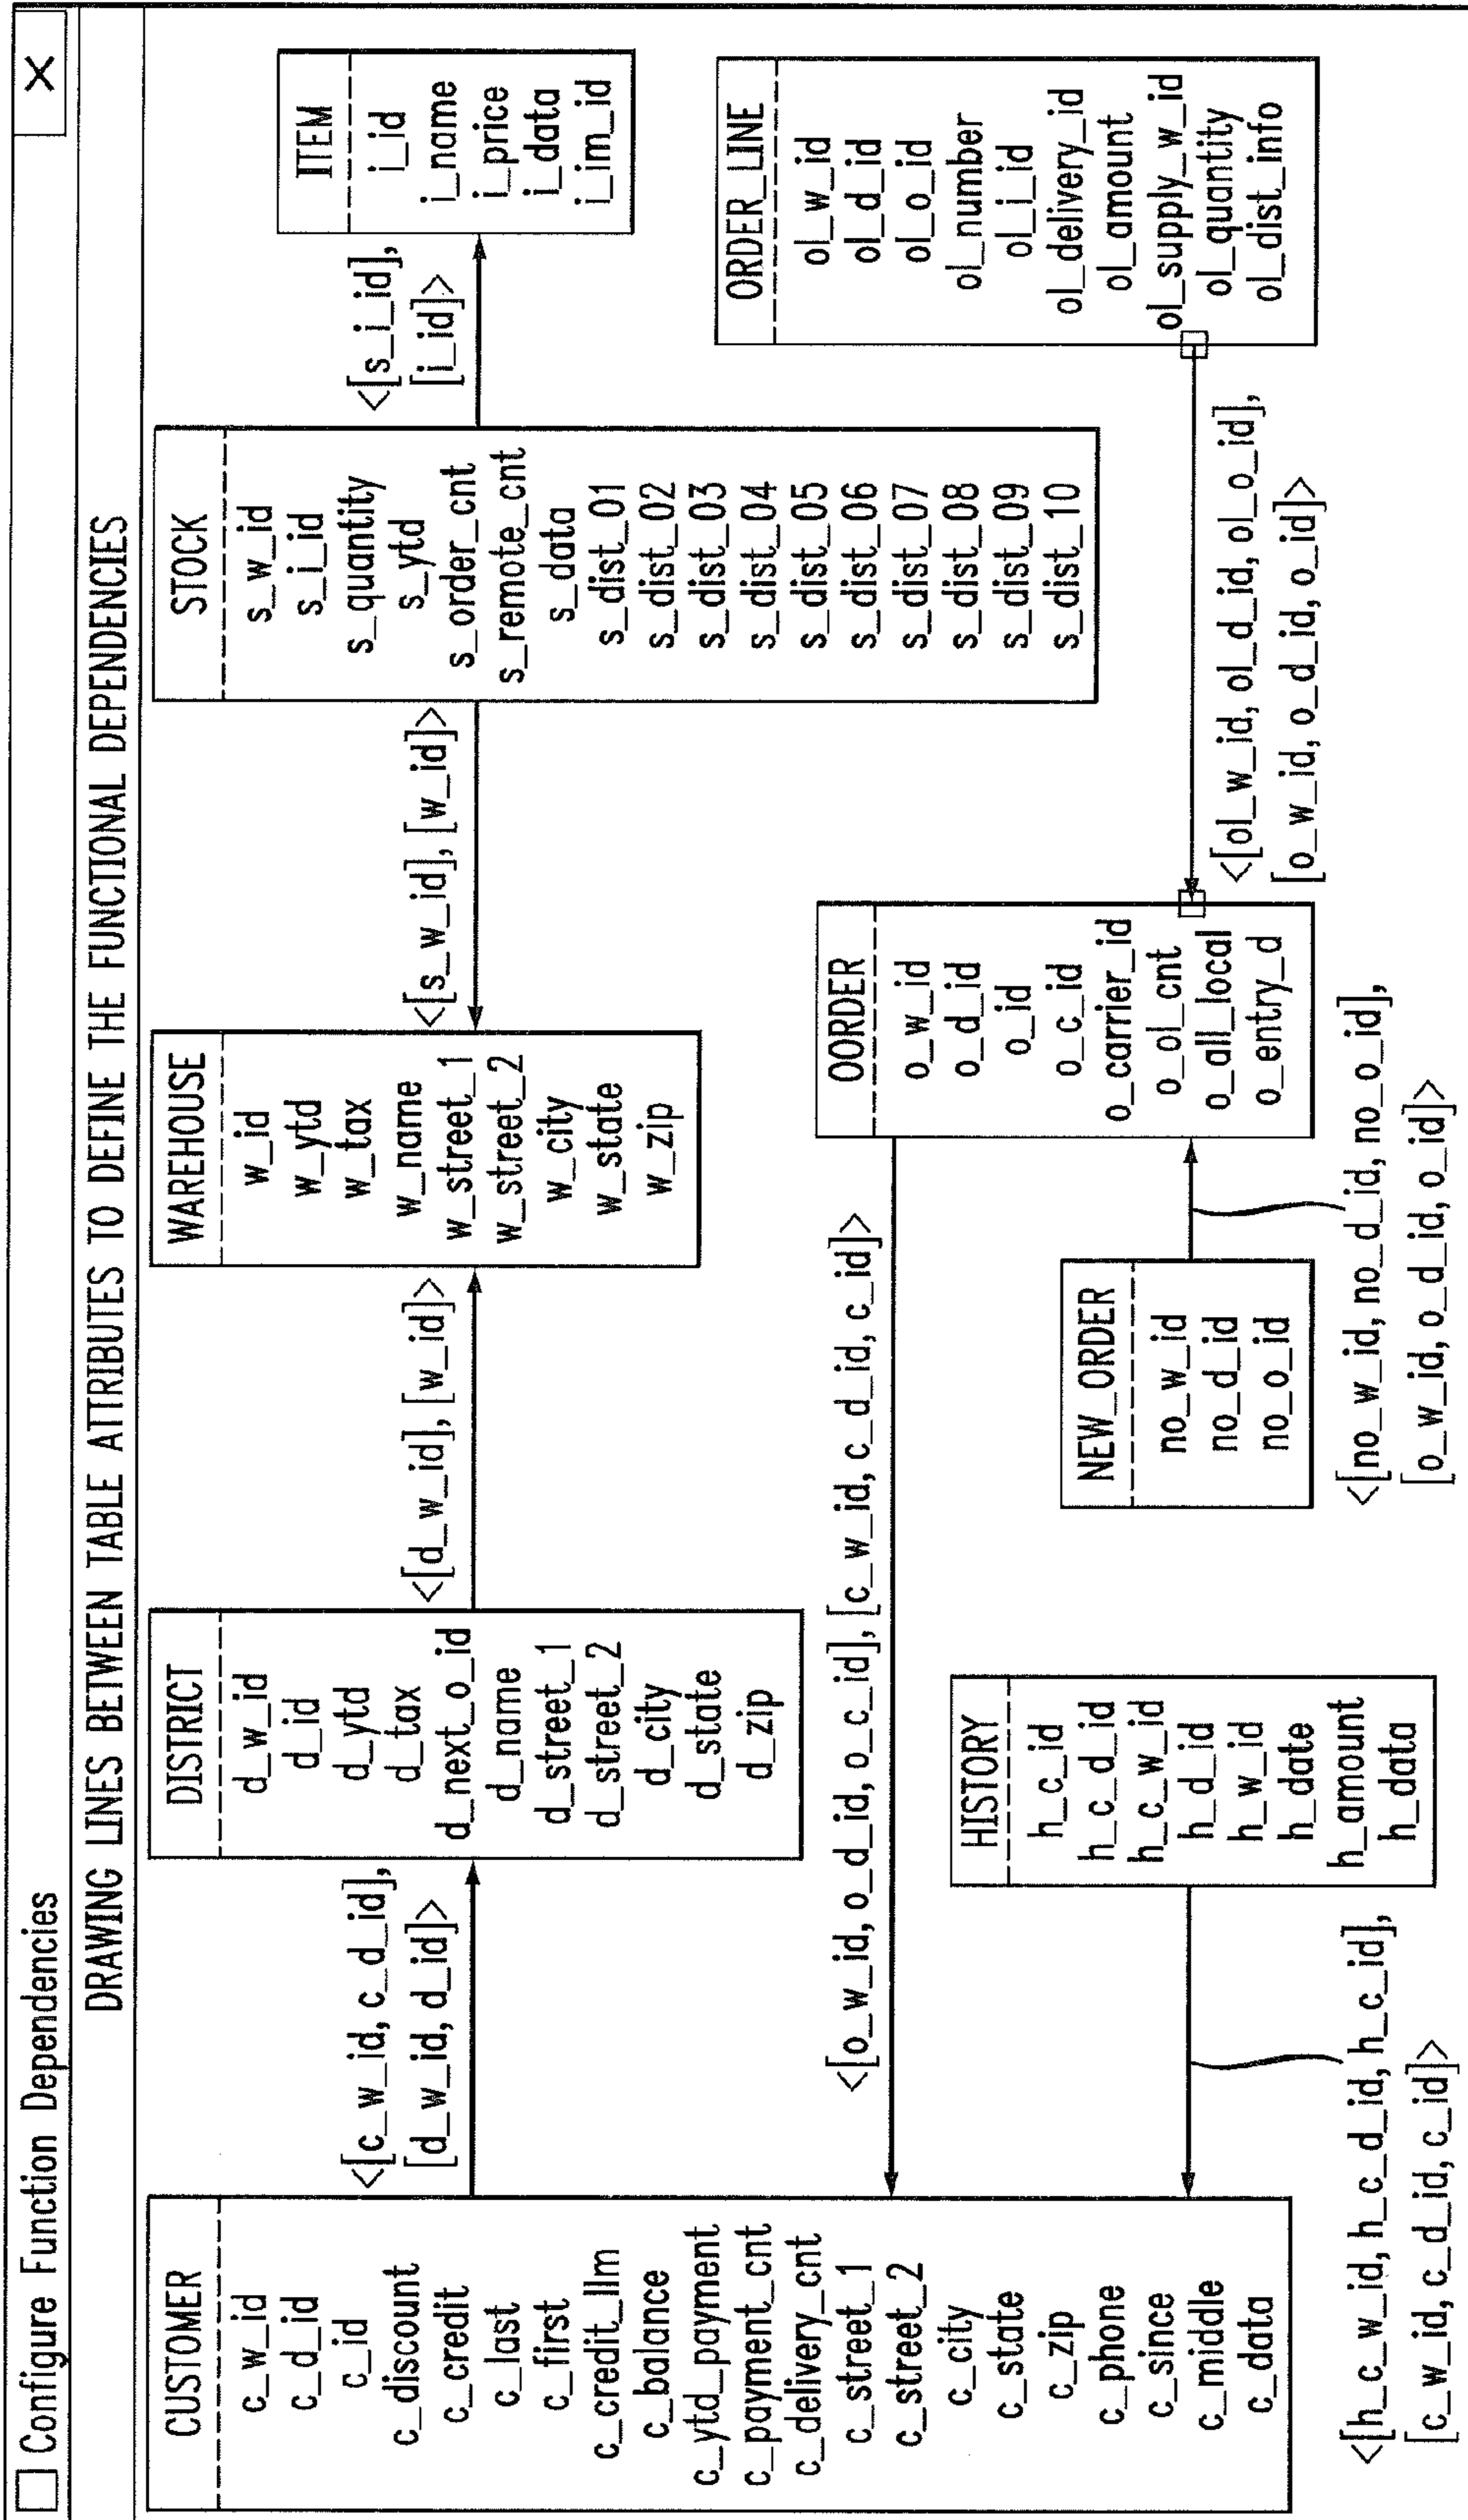 Configure Function Dependencies
X
DRAWING LINES BETWEEN TABLE ATTRIBUTES TO DEFINE THE FUNCTIONAL DEPENDENCIES
CUSTOMER
c_w_id
c_d_id
c_id
c_discount
c_credit
c_last
c_first
c_credit_llm
c_balance
c_ytd_payment
c_payment_cnt
c_delivery_cnt
c_street_1
c_street_2
c_city
c_state
c_zip
c_phone
c_since
c_middle
c_data
<[c_w_id, c_d_id],
[d_w_id, d_id]>
DISTRICT
d_w_id
d_id
d_ytd
d_tax
d_next_o_id
d_name
d_street_1
d_street_2
d_city
d_state
d_zip
<[d_w_id], [w_id]>
WAREHOUSE
w_id
w_ytd
w_tax
w_name
w_street_1
w_street_2
w_city
w_state
w_zip
<[s_w_id], [w_id]>
STOCK
s_w_id
s_i_id
s_quantity
s_ytd
s_order_cnt
s_remote_cnt
s_data
s_dist_01
s_dist_02
s_dist_03
s_dist_04
s_dist_05
s_dist_06
s_dist_07
s_dist_08
s_dist_09
s_dist_10
<[s_i_id],
[i_id]>
ITEM
i_id
i_name
i_price
i_data
i_im_id
<[o_w_id, o_d_id, o_c_id], [c_w_id, c_d_id, c_id]>
HISTORY
h_c_id
h_c_d_id
h_c_w_id
h_d_id
h_w_id
h_date
h_amount
h_data
<[h_c_w_id, h_c_d_id, h_c_id],
[c_w_id, c_d_id, c_id]>
NEW_ORDER
no_w_id
no_d_id
no_o_id
<[no_w_id, no_d_id, no_o_id],
[o_w_id, o_d_id, o_id]>
OORDER
o_w_id
o_d_id
o_id
o_c_id
o_carrier_id
o_ol_cnt
o_all_local
o_entry_d
<[ol_w_id, ol_d_id, ol_o_id],
[o_w_id, o_d_id, o_id]>
ORDER_LINE
ol_w_id
ol_d_id
ol_o_id
ol_number
ol_i_id
ol_delivery_id
ol_amount
ol_supply_w_id
ol_quantity
ol_dist_info